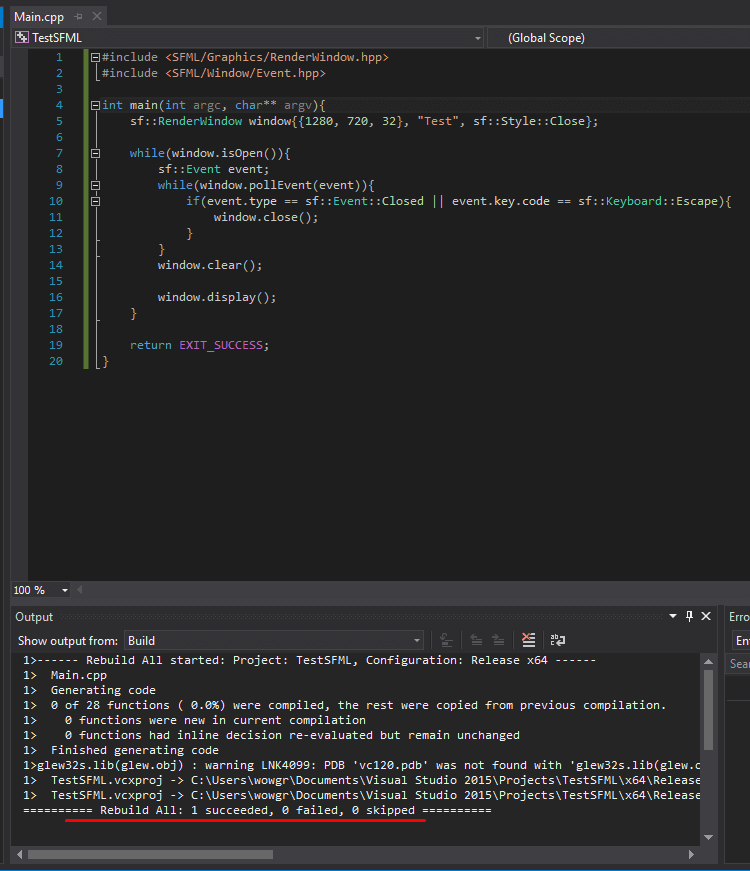 Main.cpp
TestSFML
(Global Scope)
1 #include <SFML/Graphics/RenderWindow.hpp>
2 #include <SFML/Window/Event.hpp>
3
4 int main(int argc, char** argv){
5 sf::RenderWindow window{{1280, 720, 32}, "Test", sf::Style::Close};
6
7 while(window.isOpen()){
8 sf::Event event;
9 while(window.pollEvent(event)){
10 if(event.type == sf::Event::Closed || event.key.code == sf::Keyboard::Escape){
11 window.close();
12 }
13 }
14 window.clear();
15
16 window.display();
17 }
18
19 return EXIT_SUCCESS;
20 }
100 %
Output
Erro
Show output from: Build
En
Sear
1>------ Rebuild All started: Project: TestSFML, Configuration: Release x64 ------
1> Main.cpp
1> Generating code
1> 0 of 28 functions ( 0.0%) were compiled, the rest were copied from previous compilation.
1> 0 functions were new in current compilation
1> 0 functions had inline decision re-evaluated but remain unchanged
1> Finished generating code
1>glew32s.lib(glew.obj) : warning LNK4099: PDB 'vc120.pdb' was not found with 'glew32s.lib(glew.o
1> TestSFML.vcxproj -> C:\Users\wowgr\Documents\Visual Studio 2015\Projects\TestSFML\x64\Release
1> TestSFML.vcxproj -> C:\Users\wowgr\Documents\Visual Studio 2015\Projects\TestSFML\x64\Release
========== Rebuild All: 1 succeeded, 0 failed, 0 skipped ==========